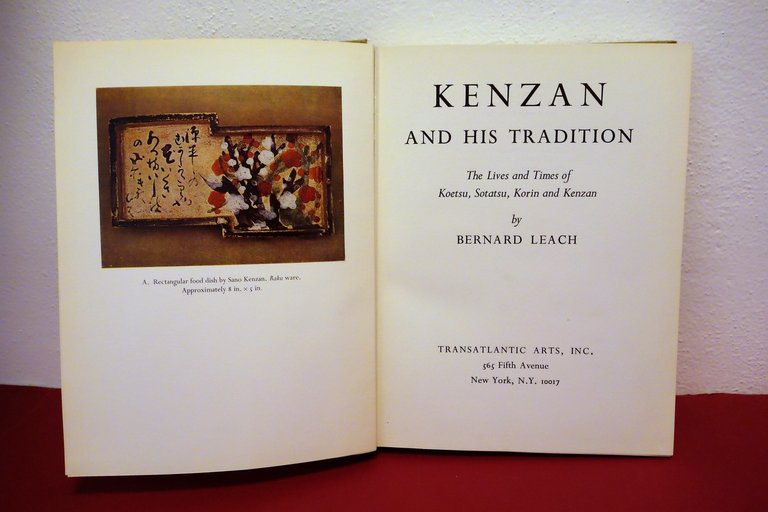 A. Rectangular food dish by Sano Kenzan. Raku ware.
Approximately 8 in. × 5 in.
KENZAN
AND HIS TRADITION
The Lives and Times of
Koetsu, Sotatsu, Korin and Kenzan
by
BERNARD LEACH
TRANSATLANTIC ARTS, INC.
565 Fifth Avenue
New York, N.Y. 10017